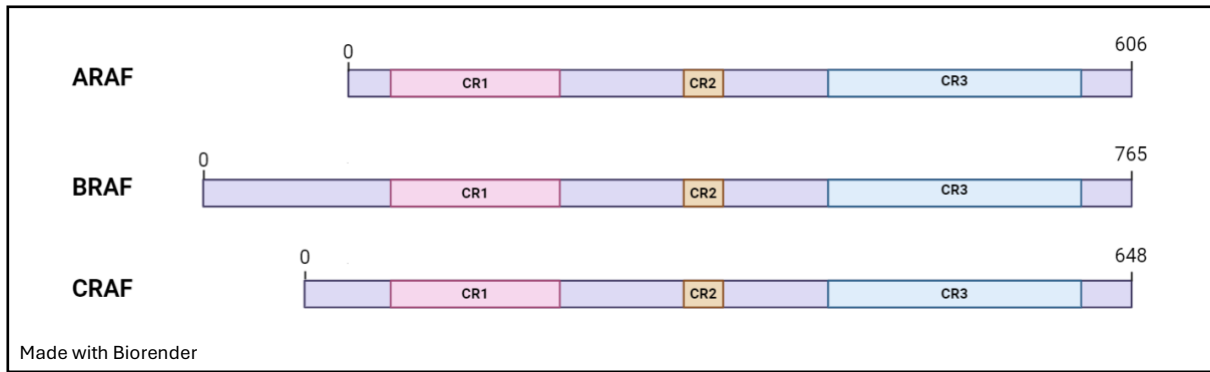 0 606
ARAF CR1 CR2 CR3
0 765
BRAF CR1 CR2 CR3
0 648
CRAF CR1 CR2 CR3
Made with Biorender